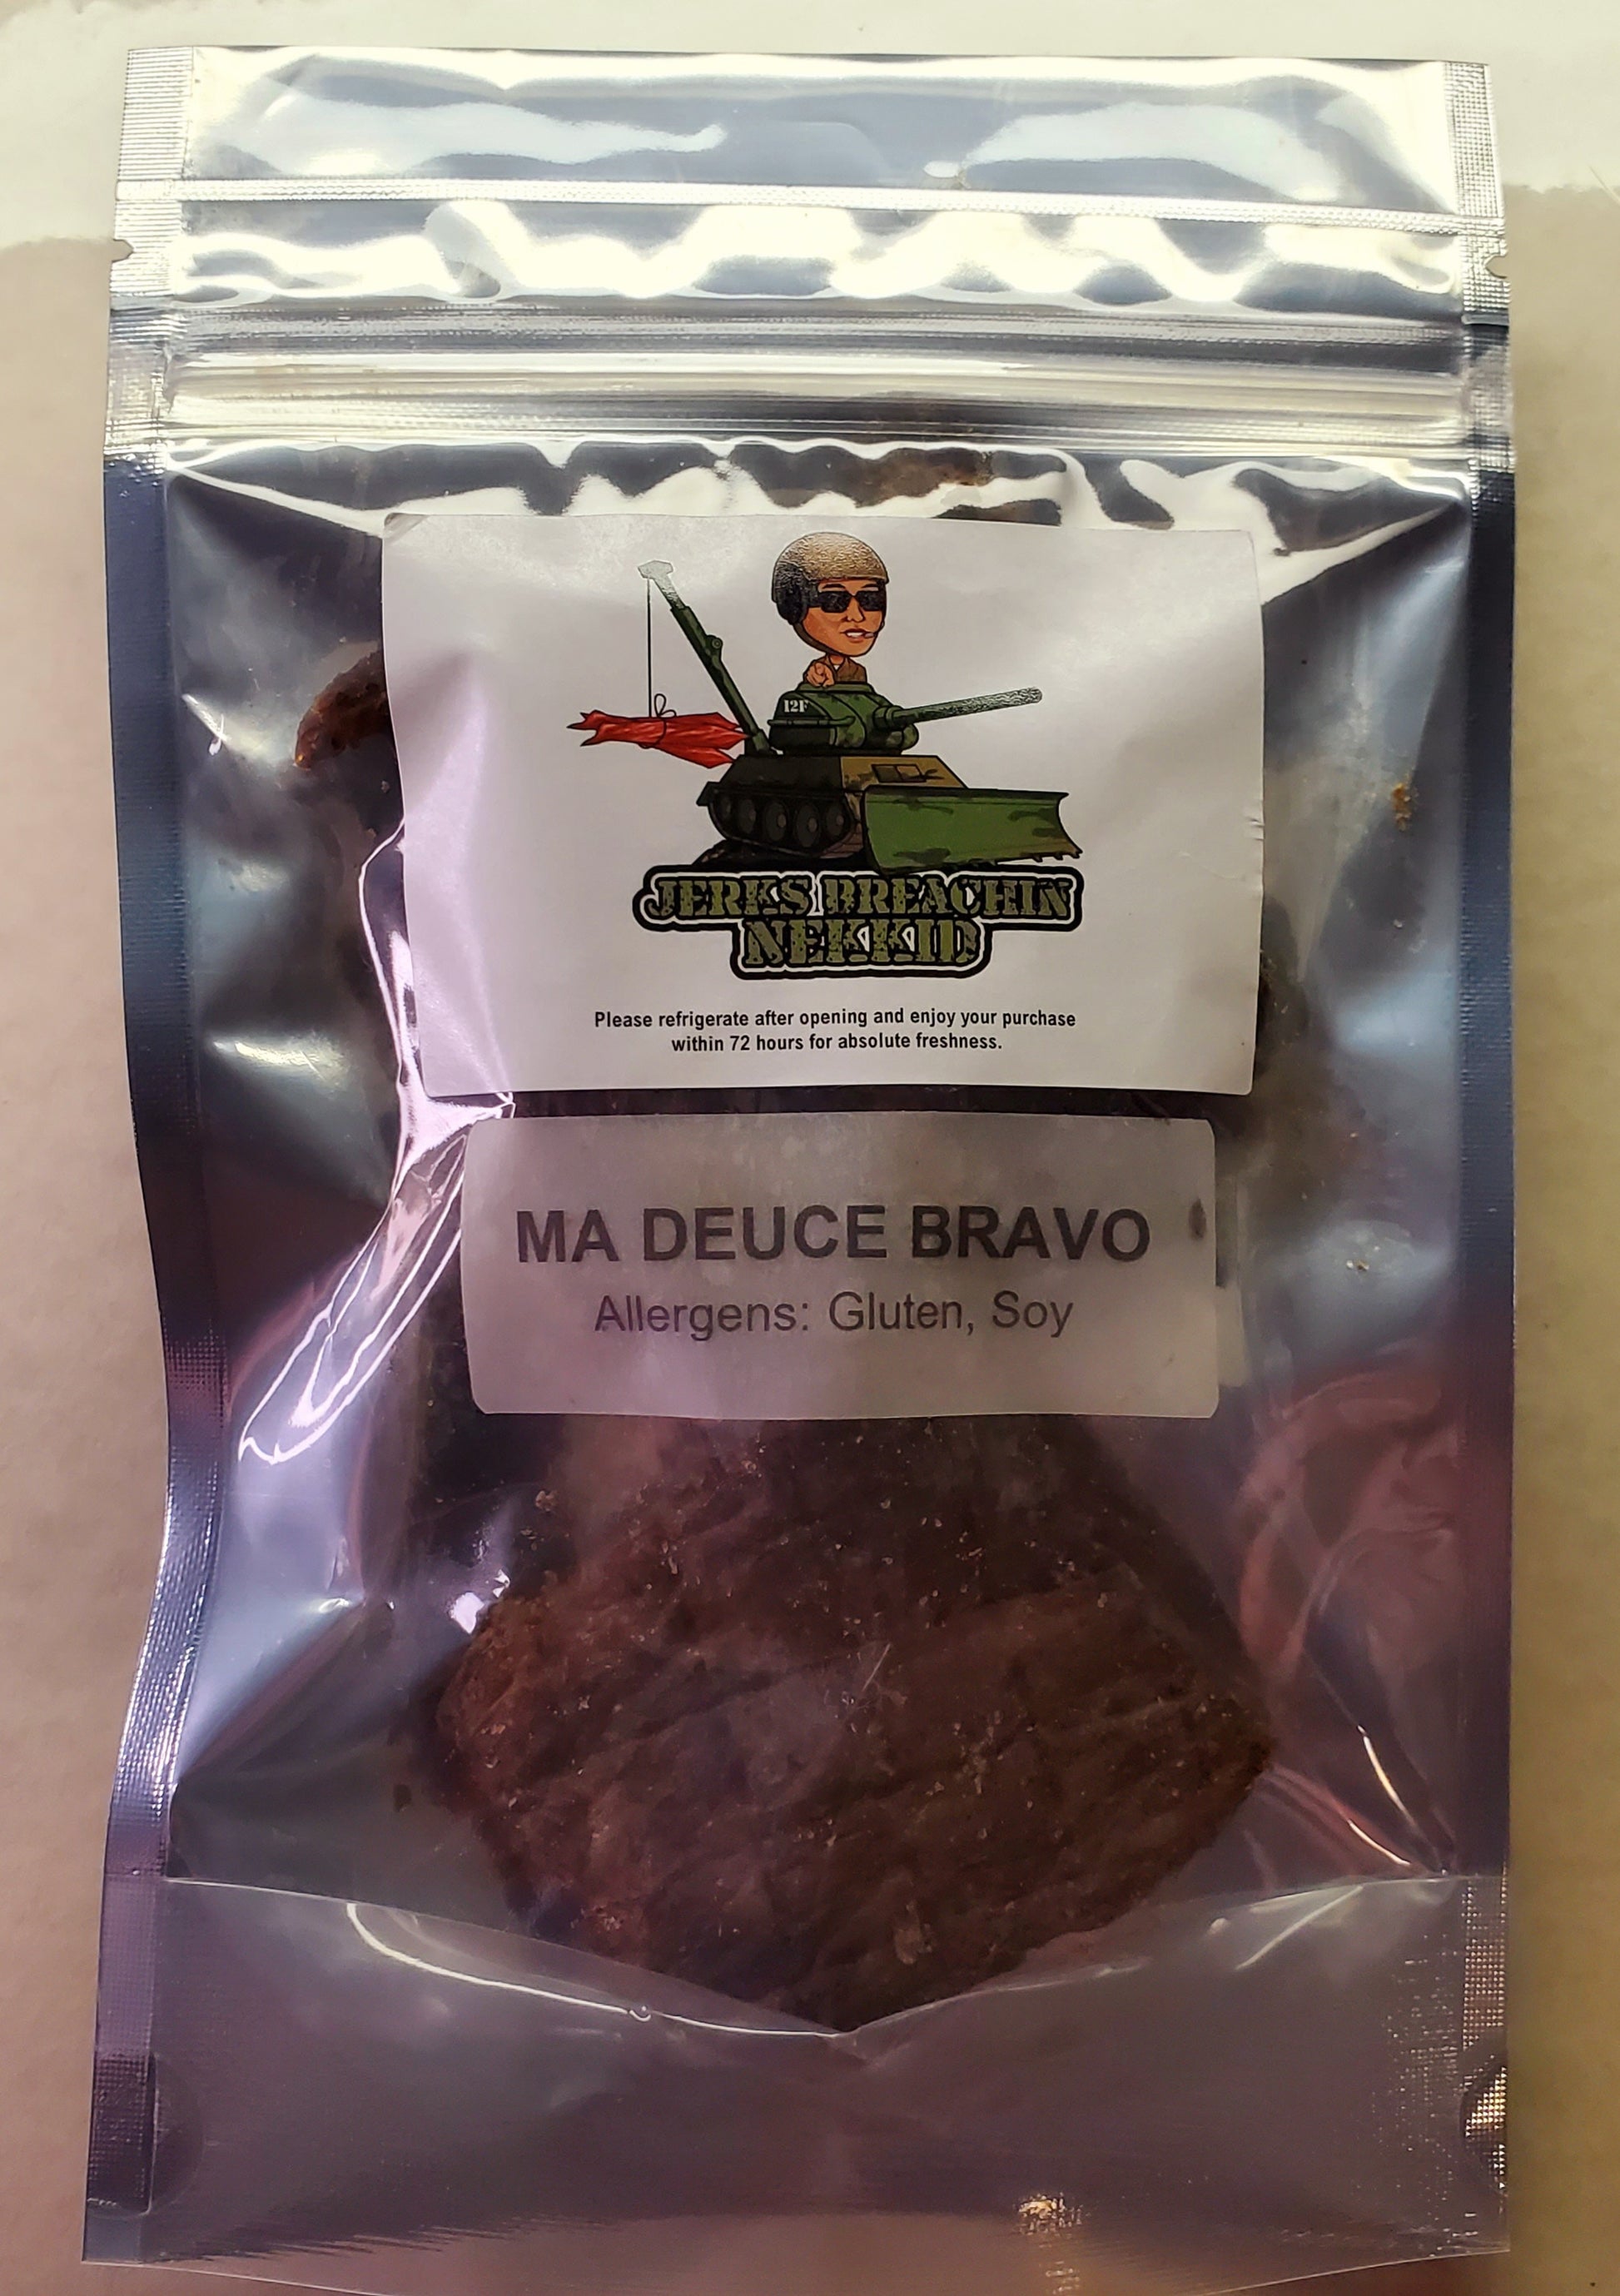 12F
JERKS BREACHIN
NEKKID
Please refrigerate after opening and enjoy your purchase
within 72 hours for absolute freshness.
MA DEUCE BRAVO
Allergens: Gluten, Soy